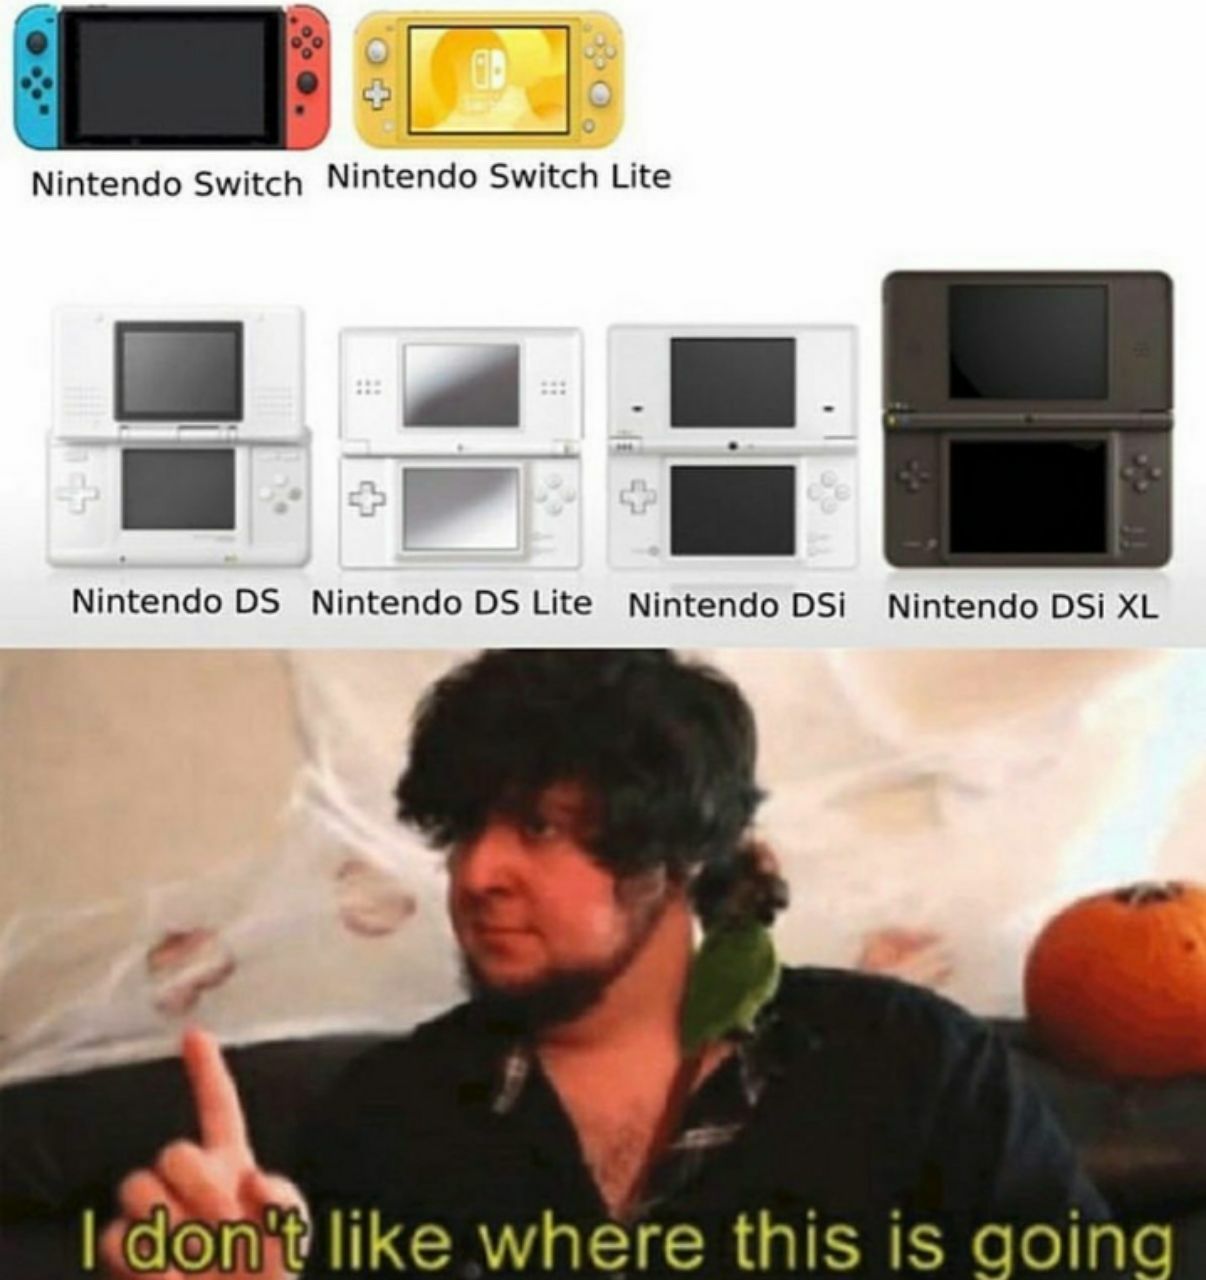 Nintendo Switch
Nintendo Switch Lite
Nintendo DS
Nintendo DS Lite
Nintendo DSi
Nintendo DSi XL
I don't like where this is going